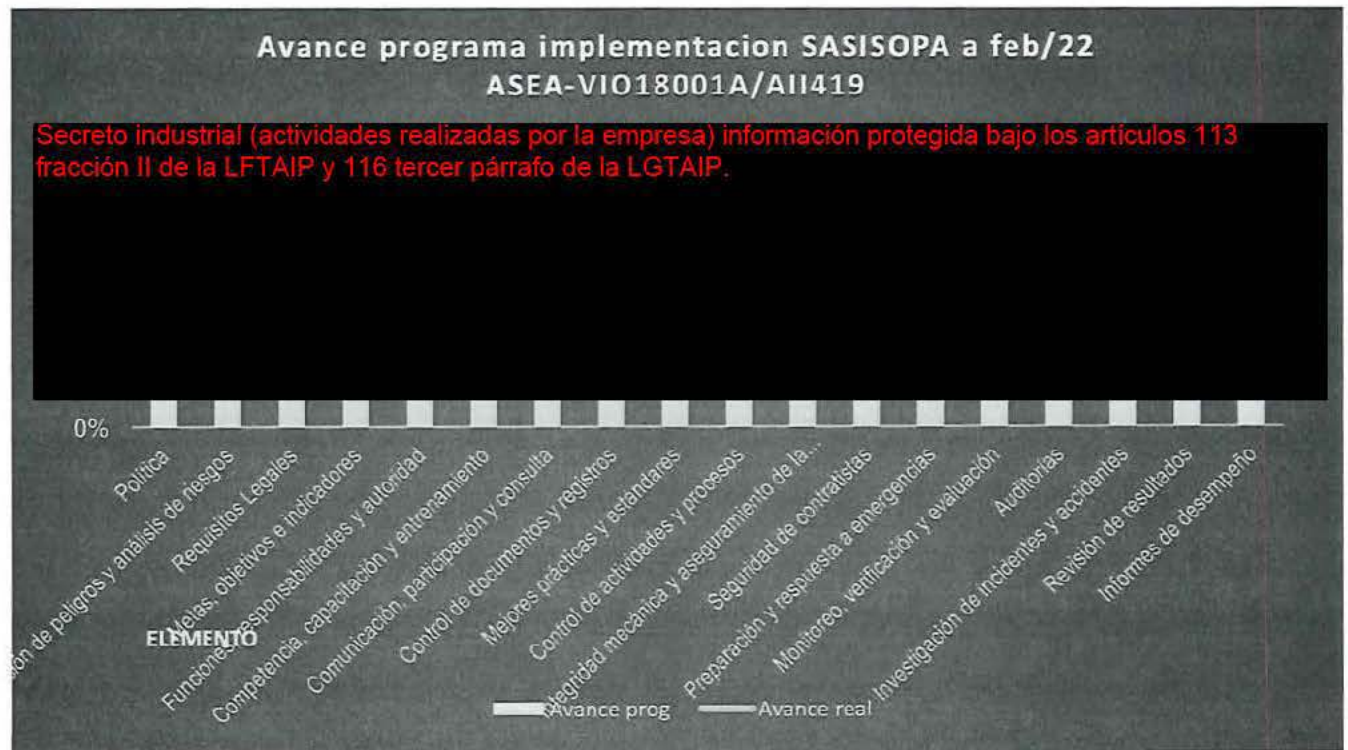 Avance programa implementacion SASISOPA a feb/22
ASEA-VIO18001A/AII419
Secreto industrial (actividades realizadas por la empresa) información protegida bajo los artículos 113
fracción II de la LFTAIP y 116 tercer párrafo de la LGTAIP.
0%
Política
ción de peligros y análisis de riesgos
Requisitos Legales
Metas, objetivos e indicadores
Funciones, responsabilidades y autoridad
Competencia, capacitación y entrenamiento
Comunicación, participación y consulta
Control de documentos y registros
Mejores prácticas y estándares
Control de actividades y procesos
tegridad mecánica y aseguramiento de la...
Seguridad de contratistas
Preparación y respuesta a emergencias
Monitoreo, verificación y evaluación
Auditorías
Investigación de incidentes y accidentes
Revisión de resultados
Informes de desempeño
ELEMENTO
Avance prog
Avance real